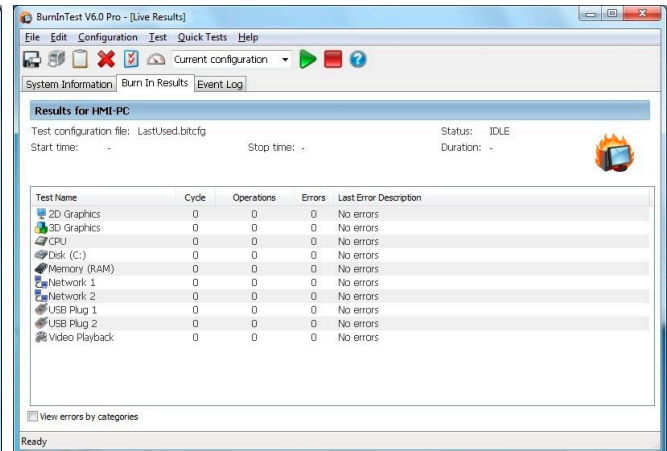 BurnInTest V6.0 Pro - [Live Results]
File Edit Configuration Test Quick Tests Help
Current configuration
System Information Burn In Results Event Log
Results for HMI-PC
Test configuration file: LastUsed.bitcfg Status: IDLE
Start time: - Stop time: - Duration: -
Test Name Cycle Operations Errors Last Error Description
2D Graphics 0 0 0 No errors
3D Graphics 0 0 0 No errors
CPU 0 0 0 No errors
Disk (C:) 0 0 0 No errors
Memory (RAM) 0 0 0 No errors
Network 1 0 0 0 No errors
Network 2 0 0 0 No errors
USB Plug 1 0 0 0 No errors
USB Plug 2 0 0 0 No errors
Video Playback 0 0 0 No errors
View errors by categories
Ready